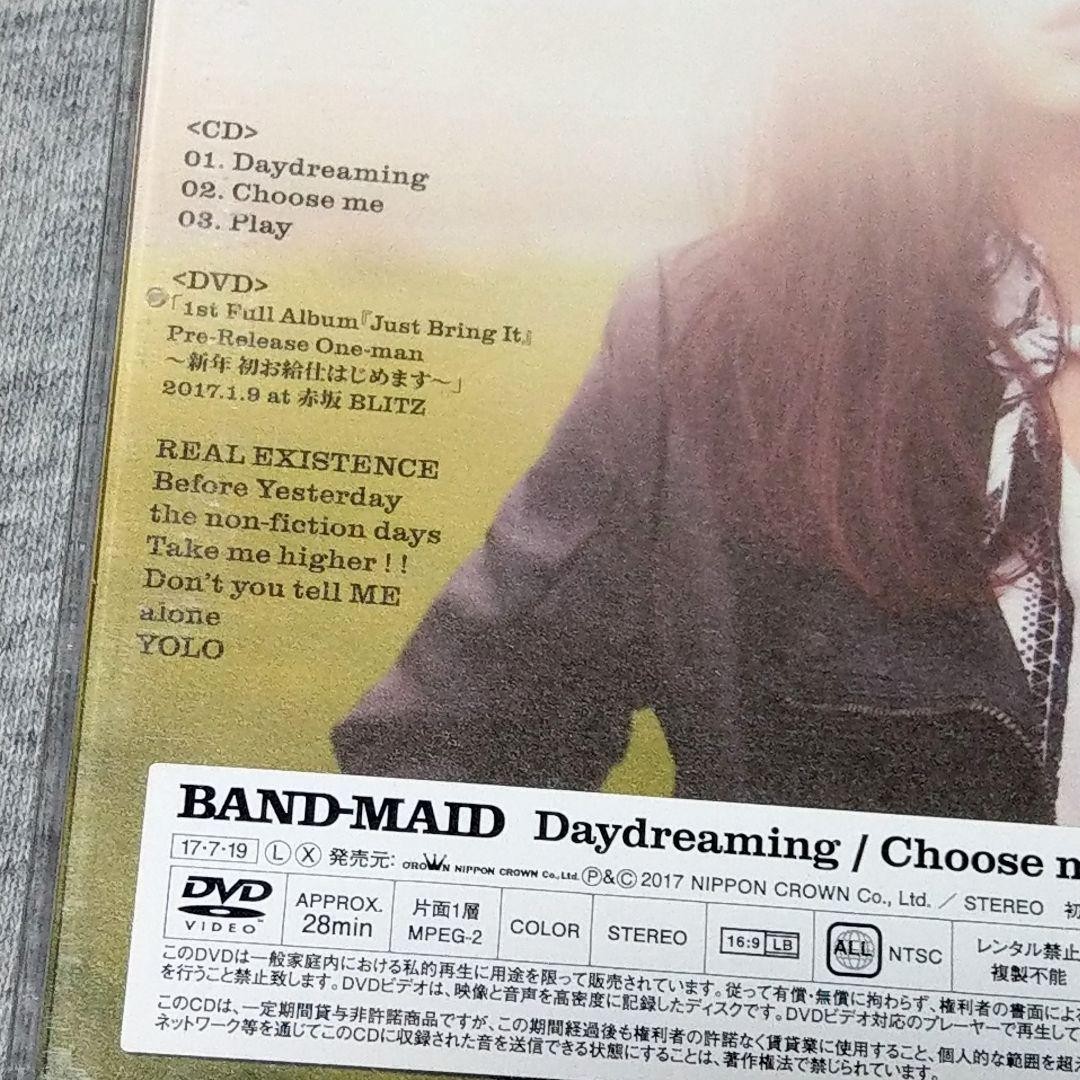 <CD>
01. Daydreaming
02. Choose me
03. Play
<DVD>
「1st Full Album『Just Bring It』
Pre-Release One-man
〜新年 初お給仕はじめます〜」
2017.1.9 at 赤坂 BLITZ
REAL EXISTENCE
Before Yesterday
the non-fiction days
Take me higher ! !
Don't you tell ME
alone
YOLO
BAND-MAID Daydreaming / Choose m
17・7・19 Ⓛ Ⓧ 発売元: CROWN NIPPON CROWN Co., Ltd. Ⓟ&Ⓒ 2017 NIPPON CROWN Co., Ltd. / STEREO 初
DVD VIDEO™ APPROX. 28min 片面1層 MPEG-2 COLOR STEREO 16:9 LB ALL NTSC レンタル禁止 複製不能
このDVDは一般家庭内における私的再生に用途を限って販売されています。従って有償・無償に拘わらず、権利者の書面によ
を行うこと禁止致します。DVDビデオは、映像と音声を高密度に記録したディスクです。DVDビデオ対応のプレーヤーで再生して
このCDは、一定期間貸与非許諾商品ですが、この期間経過後も権利者の許諾なく賃貸業に使用すること、個人的な範囲を超え
ネットワーク等を通じてこのCDに収録された音を送信できる状態にすることは、著作権法で禁じられています。